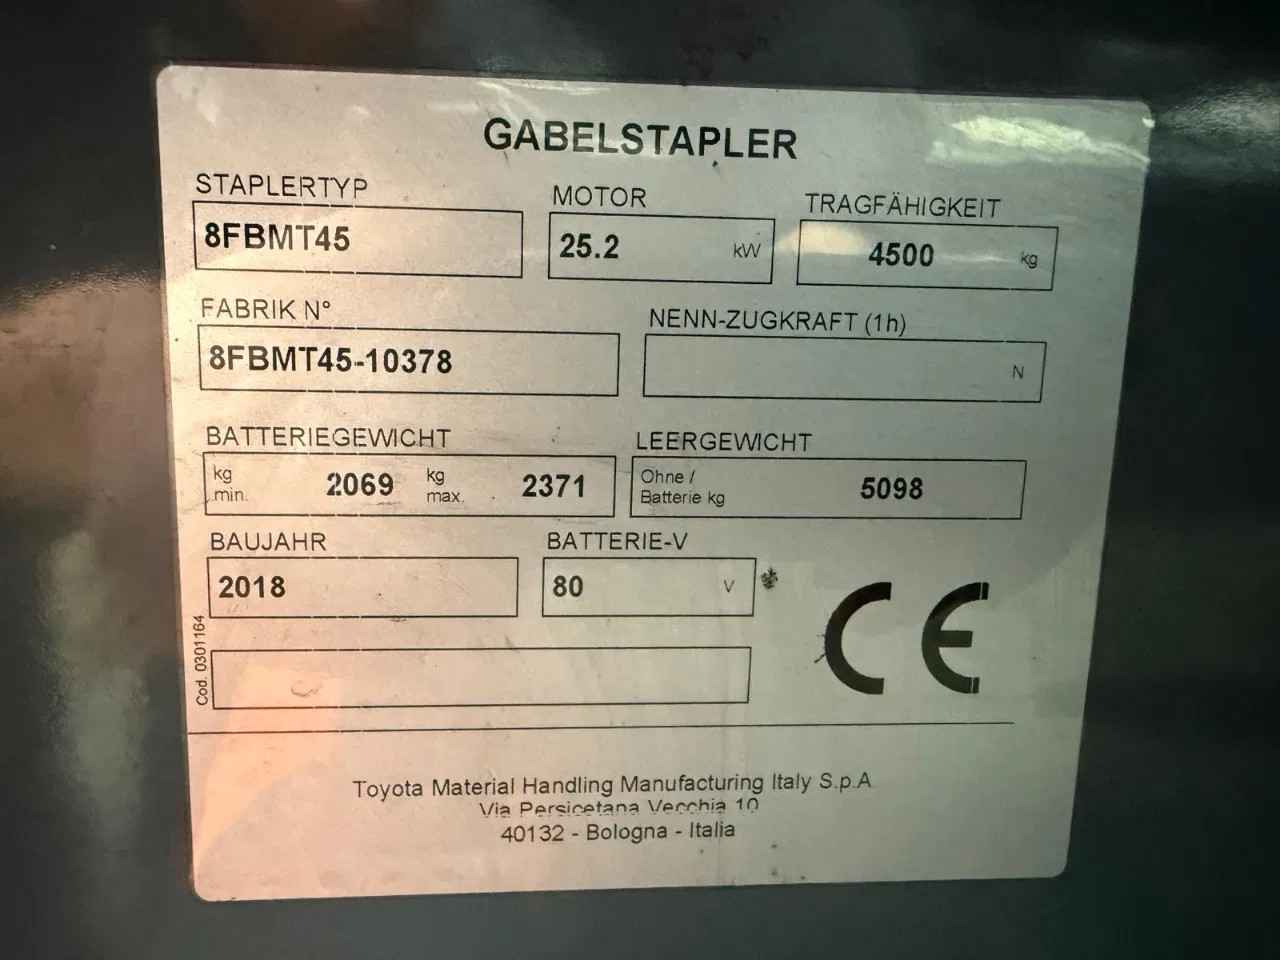 GABELSTAPLER
STAPLERTYP
8FBMT45
MOTOR
25.2 kW
TRAGFÄHIGKEIT
4500 kg
FABRIK N°
8FBMT45-10378
NENN-ZUGKRAFT (1h)
N
BATTERIEGEWICHT
kg min. 2069 kg max. 2371
LEERGEWICHT
Ohne / Batterie kg 5098
BAUJAHR
2018
BATTERIE-V
80 V
Cod. 0301164
CE
Toyota Material Handling Manufacturing Italy S.p.A
Via Persicetana Vecchia 10
40132 - Bologna - Italia